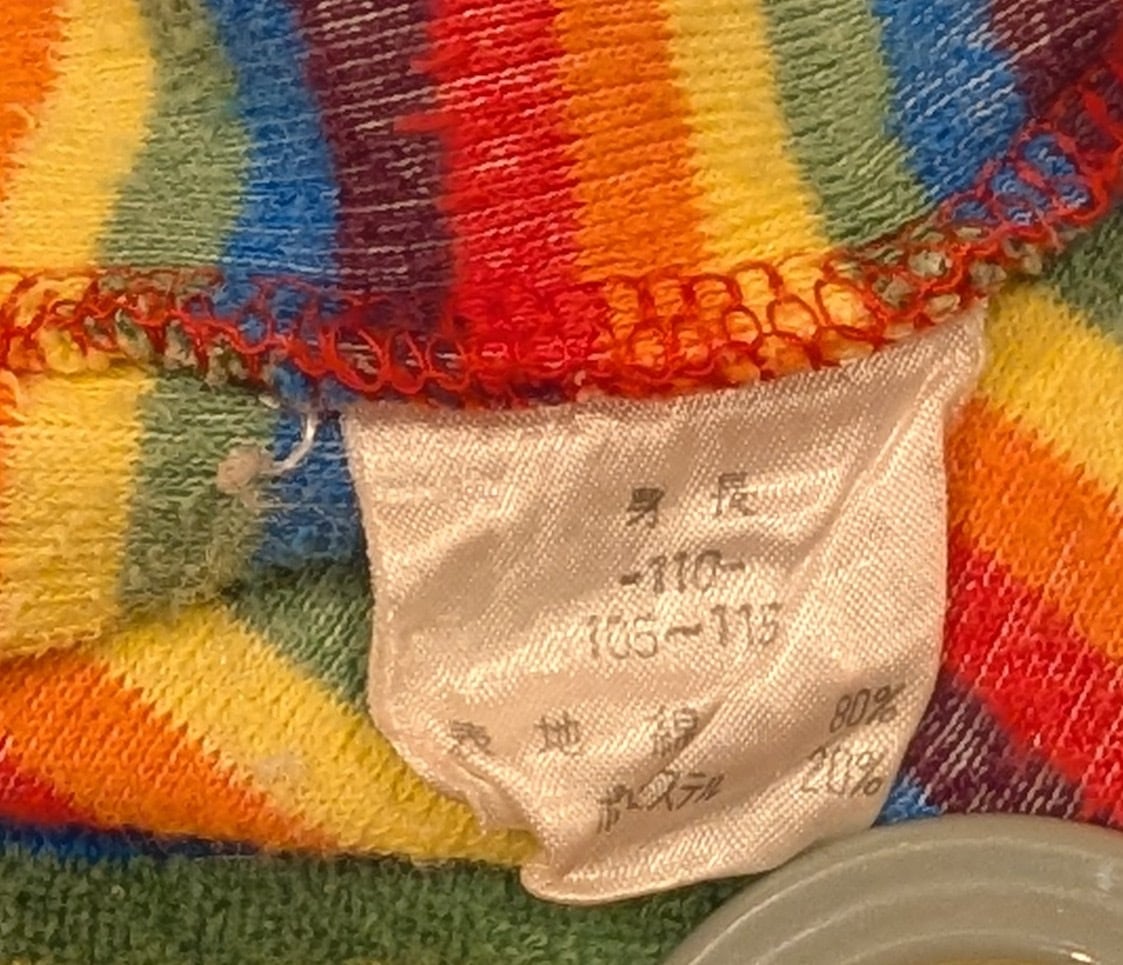 身長
-110-
105~115
表地 綿 80%
ポリエステル 20%